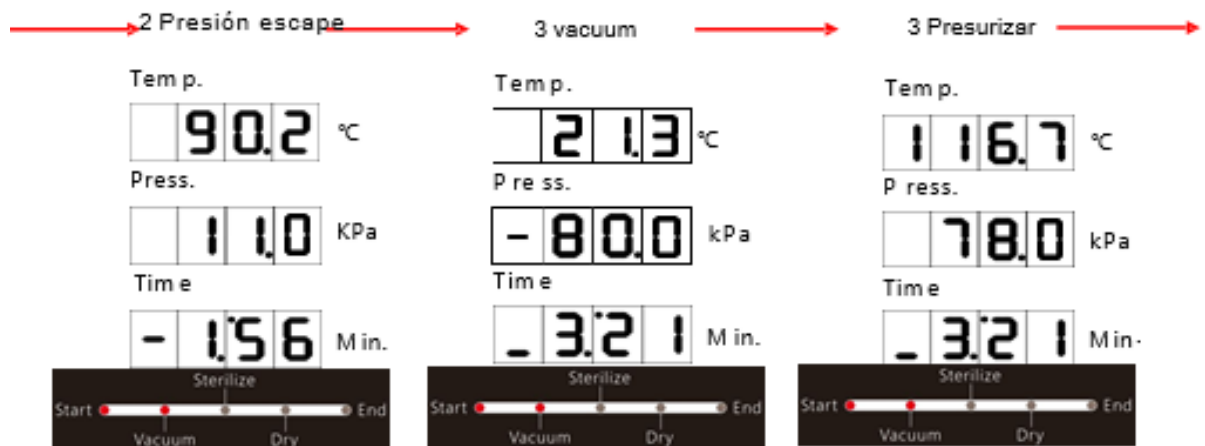 2 Presión escape
Temp.
90.2 ℃
Press.
11.0 KPa
Time
- 1:56 Min.
Sterilize
Start End
Vacuum Dry
3 vacuum
Temp.
21.3 ℃
Press.
-80.0 kPa
Time
_ 3:21 Min.
Sterilize
Start End
Vacuum Dry
3 Presurizar
Temp.
116.7 ℃
Press.
78.0 kPa
Time
_ 3:21 Min.
Sterilize
Start End
Vacuum Dry